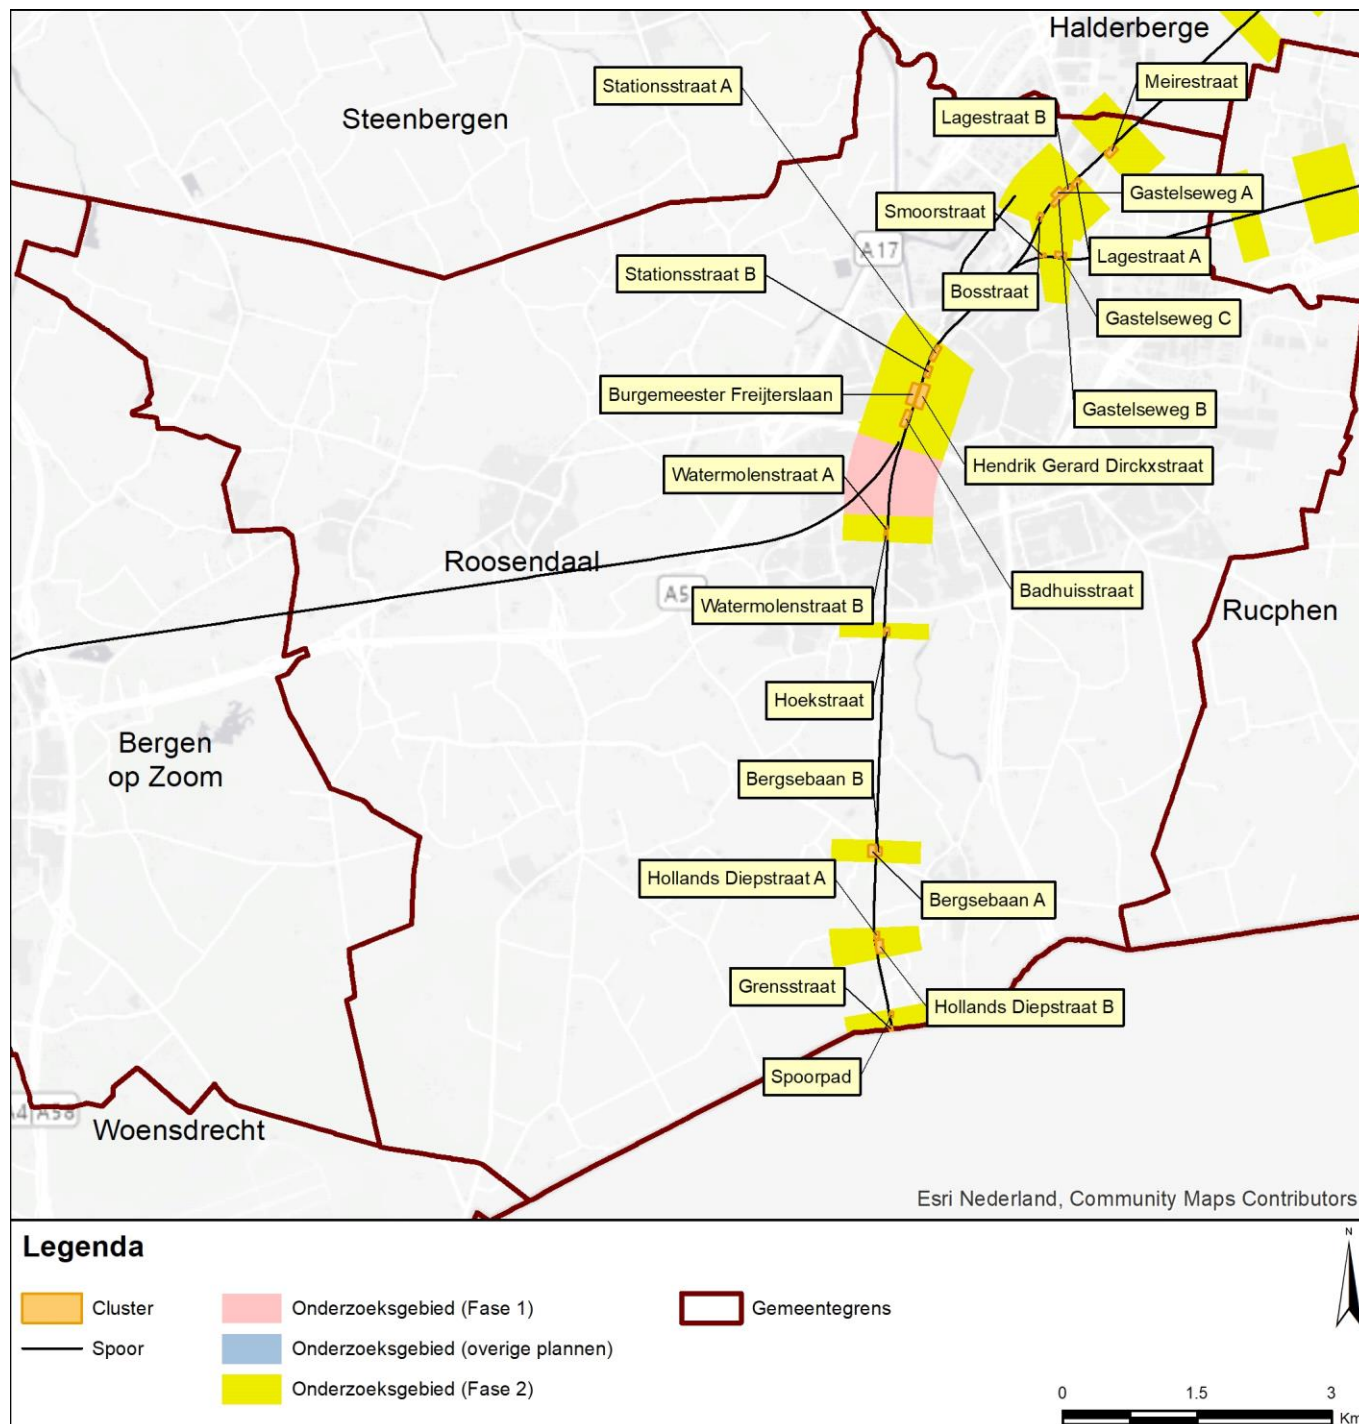 Halderberge
Stationsstraat A
Meirestraat
Steenbergen
Lagestraat B
Gastelseweg A
Smoorstraat
A17
Lagestraat A
Stationsstraat B
Bosstraat
Gastelseweg C
Burgemeester Freijterslaan
Gastelseweg B
Hendrik Gerard Dirckxstraat
Watermolenstraat A
Roosendaal
A5
Badhuisstraat
Watermolenstraat B
Rucphen
Hoekstraat
Bergen
op Zoom
Bergsebaan B
Hollands Diepstraat A
Bergsebaan A
Grensstraat
Hollands Diepstraat B
Spoorpad
A4 A58
Woensdrecht
Esri Nederland, Community Maps Contributors
Legenda
N
Cluster
Onderzoeksgebied (Fase 1)
Gemeentegrens
Spoor
Onderzoeksgebied (overige plannen)
Onderzoeksgebied (Fase 2)
0 1.5 3
Km